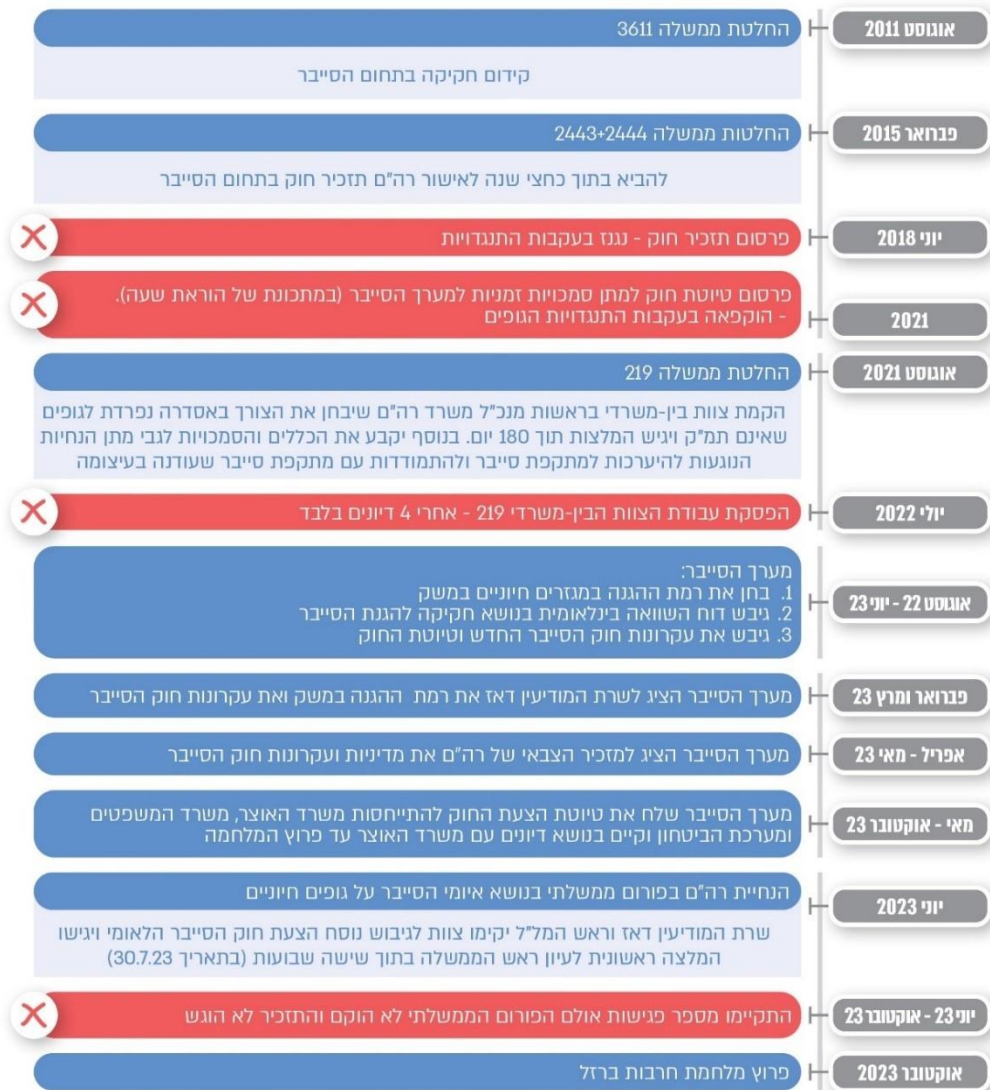 אוגוסט 2011
החלטת ממשלה 3611
קידום חקיקה בתחום הסייבר
פברואר 2015
החלטות ממשלה 2443+2444
להביא בתוך כחצי שנה לאישור רה"ם תזכיר חוק בתחום הסייבר
יוני 2018
פרסום תזכיר חוק - נגנז בעקבות התנגדויות
2021
פרסום טיוטת חוק למתן סמכויות זמניות למערך הסייבר (במתכונת של הוראת שעה).
- הוקפאה בעקבות התנגדויות הגופים
אוגוסט 2021
החלטת ממשלה 219
הקמת צוות בין-משרדי בראשות מנכ"ל משרד רה"ם שיבחן את הצורך באסדרה נפרדת לגופים
שאינם תמ"ק ויגיש המלצות תוך 180 יום. בנוסף יקבע את הכללים והסמכויות לגבי מתן הנחיות
הנוגעות להיערכות למתקפת סייבר ולהתמודדות עם מתקפת סייבר שעודנה בעיצומה
יולי 2022
הפסקת עבודת הצוות הבין-משרדי 219 - אחרי 4 דיונים בלבד
אוגוסט 22 - יוני 23
מערך הסייבר:
1. בחן את רמת ההגנה במגזרים חיוניים במשק
2. גיבש דוח השוואה בינלאומית בנושא חקיקה להגנת הסייבר
3. גיבש את עקרונות חוק הסייבר החדש וטיוטת החוק
פברואר ומרץ 23
מערך הסייבר הציג לשרת המודיעין דאז את רמת ההגנה במשק ואת עקרונות חוק הסייבר
אפריל - מאי 23
מערך הסייבר הציג למזכיר הצבאי של רה"ם את מדיניות ועקרונות חוק הסייבר
מאי - אוקטובר 23
מערך הסייבר שלח את טיוטת הצעת החוק להתייחסות משרד האוצר, משרד המשפטים
ומערכת הביטחון וקיים בנושא דיונים עם משרד האוצר עד פרוץ המלחמה
יוני 2023
הנחיית רה"ם בפורום ממשלתי בנושא איומי הסייבר על גופים חיוניים
שרת המודיעין דאז וראש המל"ל יקימו צוות לגיבוש נוסח הצעת חוק הסייבר הלאומי ויגישו
המלצה ראשונית לעיון ראש הממשלה בתוך שישה שבועות (בתאריך 30.7.23)
יוני 23 - אוקטובר 23
התקיימו מספר פגישות אולם הפורום הממשלתי לא הוקם והתזכיר לא הוגש
אוקטובר 2023
פרוץ מלחמת חרבות ברזל